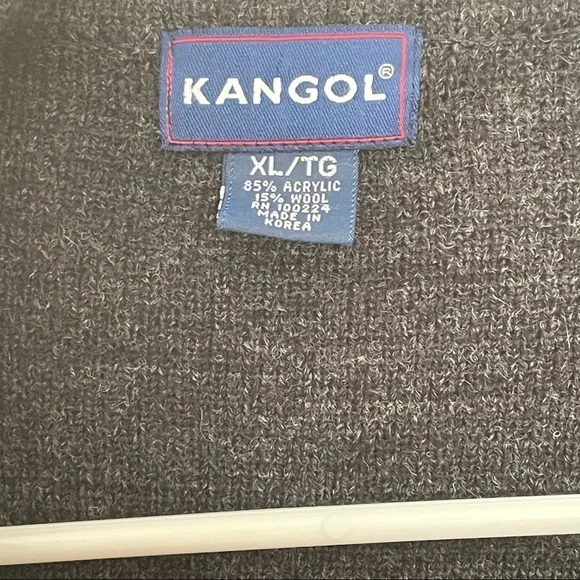 KANGOL®
XL/TG
85% ACRYLIC
15% WOOL
RN 100224
MADE IN
KOREA